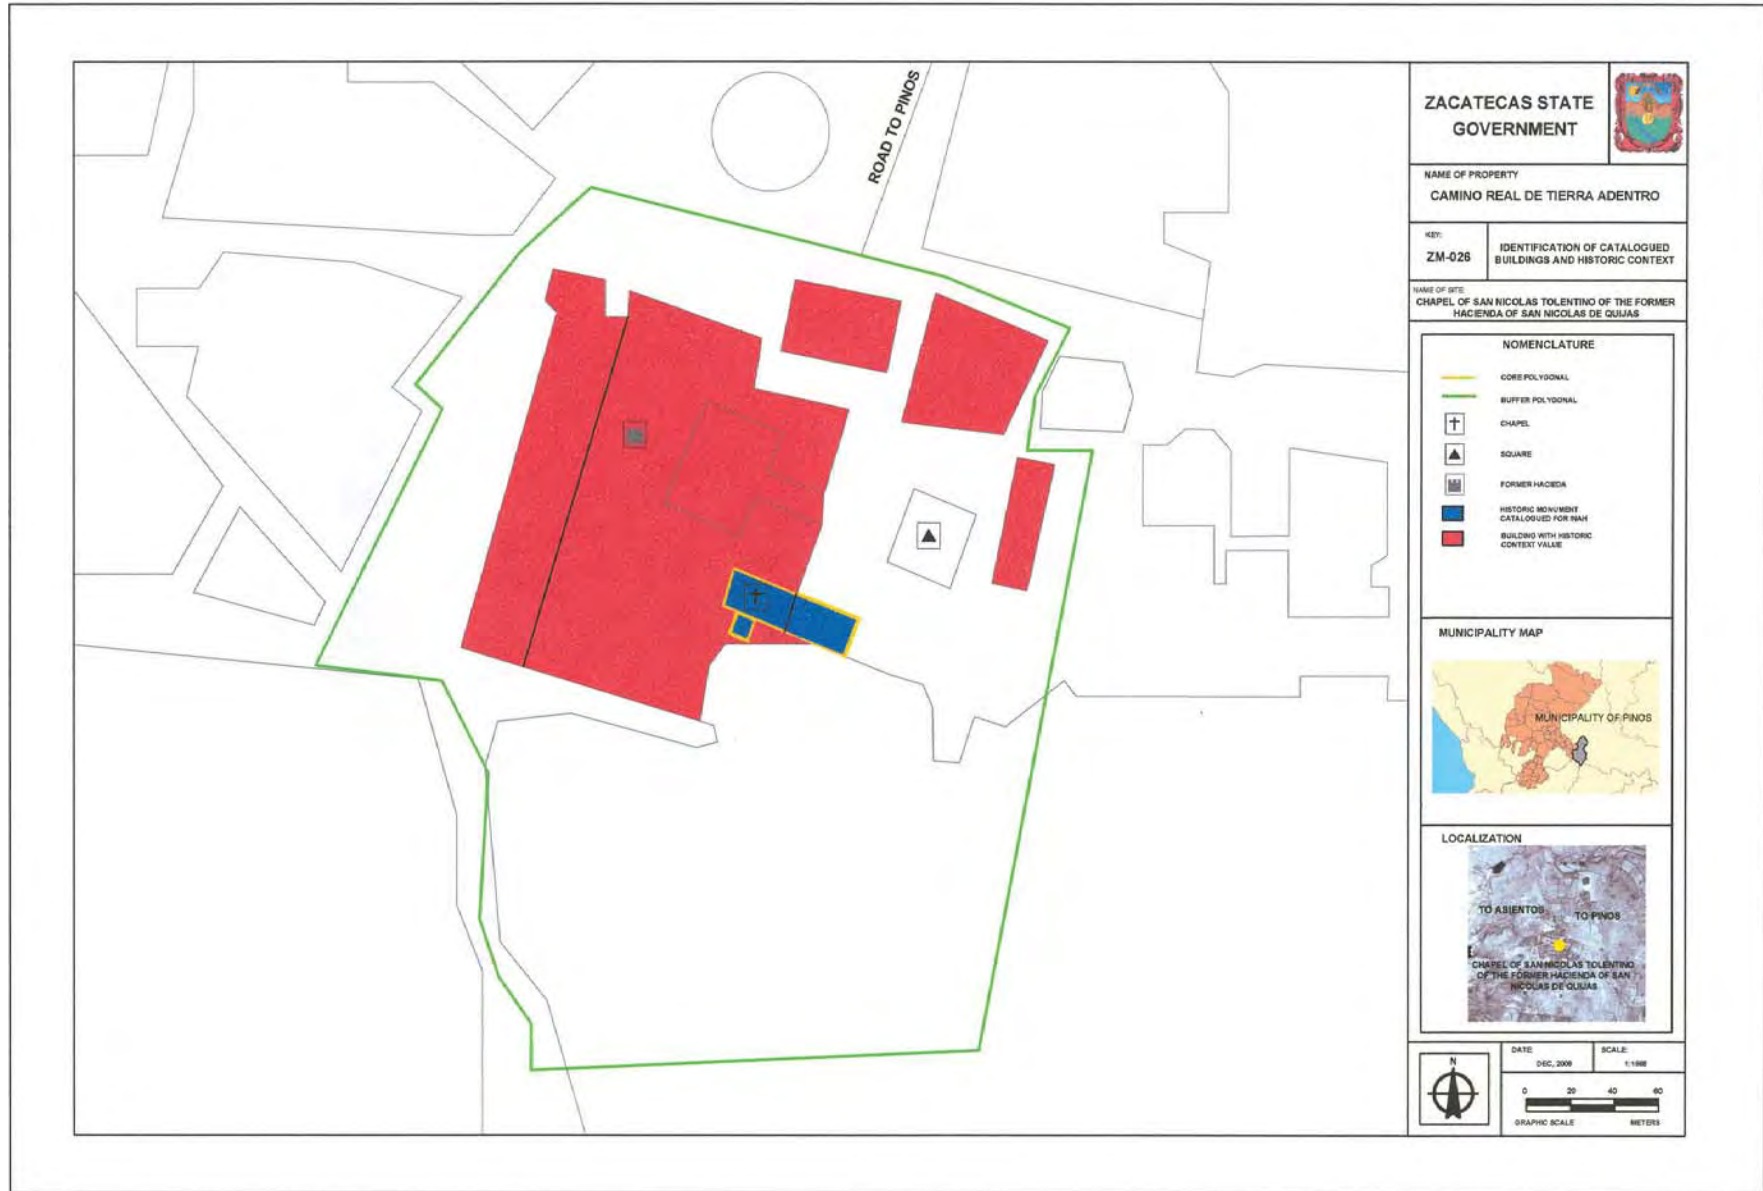 ROAD TO PINOS
ZACATECAS STATE
GOVERNMENT
NAME OF PROPERTY
CAMINO REAL DE TIERRA ADENTRO
KEY:
ZM-026
IDENTIFICATION OF CATALOGUED
BUILDINGS AND HISTORIC CONTEXT
NAME OF SITE:
CHAPEL OF SAN NICOLAS TOLENTINO OF THE FORMER
HACIENDA OF SAN NICOLAS DE QUIJAS
NOMENCLATURE
CORE POLYGONAL
BUFFER POLYGONAL
CHAPEL
SQUARE
FORMER HACIEDA
HISTORIC MONUMENT
CATALOGUED FOR INAH
BUILDING WITH HISTORIC
CONTEXT VALUE
MUNICIPALITY MAP
MUNICIPALITY OF PINOS
LOCALIZATION
TO ASIENTOS
TO PINOS
CHAPEL OF SAN NICOLAS TOLENTINO
OF THE FORMER HACIENDA OF SAN
NICOLAS DE QUIJAS
N
DATE:
DEC, 2009
SCALE:
0 20 40 60
GRAPHIC SCALE
METERS